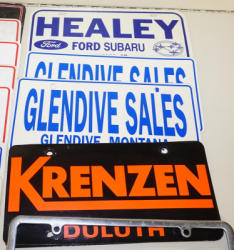 HEALEY
Ford FORD SUBARU
GLENDIVE SALES
GLENDIVE SALES
GLENDIVE, MONTANA
KRENZEN
DULUTH